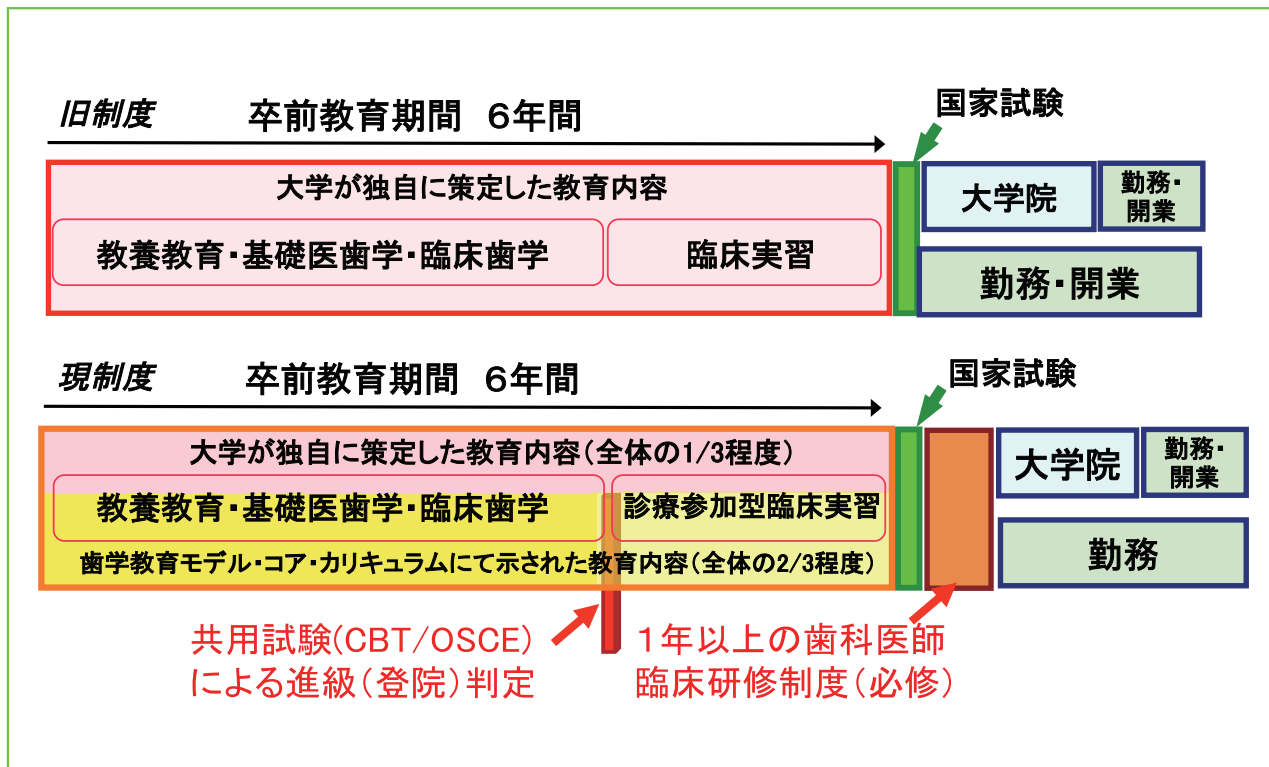 旧制度
卒前教育期間 6年間
国家試験
大学が独自に策定した教育内容
教養教育・基礎医歯学・臨床歯学
臨床実習
大学院
勤務・
開業
勤務・開業
現制度
卒前教育期間 6年間
国家試験
大学が独自に策定した教育内容(全体の1/3程度)
教養教育・基礎医歯学・臨床歯学
診療参加型臨床実習
歯学教育モデル・コア・カリキュラムにて示された教育内容(全体の2/3程度)
大学院
勤務・
開業
勤務
共用試験(CBT/OSCE)
による進級(登院)判定
1年以上の歯科医師
臨床研修制度(必修)